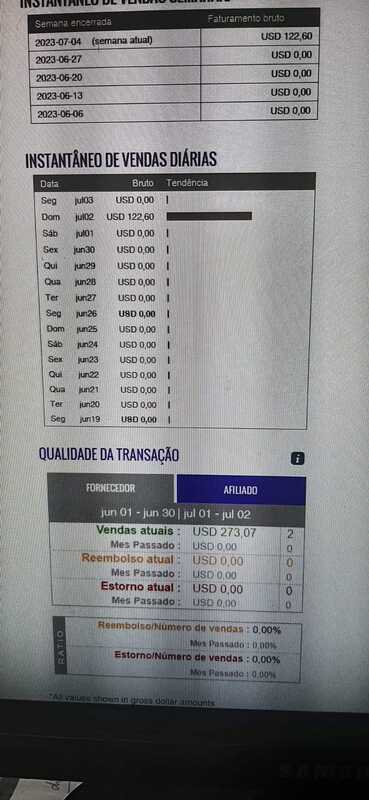 INSTANTÂNEO DE VENDAS SEMANAIS
Semana encerrada Faturamento bruto
2023-07-04 (semana atual) USD 122,60
2023-06-27 USD 0,00
2023-06-20 USD 0,00
2023-06-13 USD 0,00
2023-06-06 USD 0,00
INSTANTÂNEO DE VENDAS DIÁRIAS
Data Bruto Tendência
Seg jul03 USD 0,00
Dom jul02 USD 122,60
Sáb jul01 USD 0,00
Sex jun30 USD 0,00
Qui jun29 USD 0,00
Qua jun28 USD 0,00
Ter jun27 USD 0,00
Seg jun26 USD 0,00
Dom jun25 USD 0,00
Sáb jun24 USD 0,00
Sex jun23 USD 0,00
Qui jun22 USD 0,00
Qua jun21 USD 0,00
Ter jun20 USD 0,00
Seg jun19 USD 0,00
QUALIDADE DA TRANSAÇÃO i
FORNECEDOR AFILIADO
jun 01 - jun 30 | jul 01 - jul 02
Vendas atuais : USD 273,07 2
Mes Passado : USD 0,00 0
Reembolso atual : USD 0,00 0
Mes Passado : USD 0,00 0
Estorno atual : USD 0,00 0
Mes Passado : USD 0,00 0
RATIO
Reembolso/Número de vendas : 0,00%
Mes Passado : 0,00%
Estorno/Número de vendas : 0,00%
Mes Passado : 0,00%
*All values shown in gross dollar amounts